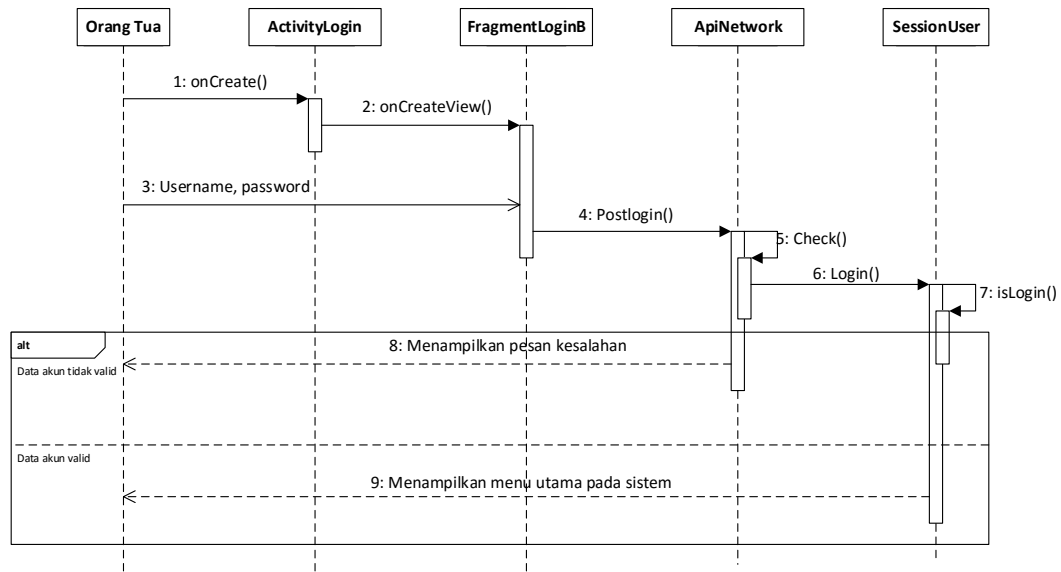 Orang Tua
ActivityLogin
FragmentLoginB
ApiNetwork
SessionUser
1: onCreate()
2: onCreateView()
3: Username, password
4: Postlogin()
5: Check()
6: Login()
7: isLogin()
alt
8: Menampilkan pesan kesalahan
Data akun tidak valid
Data akun valid
9: Menampilkan menu utama pada sistem